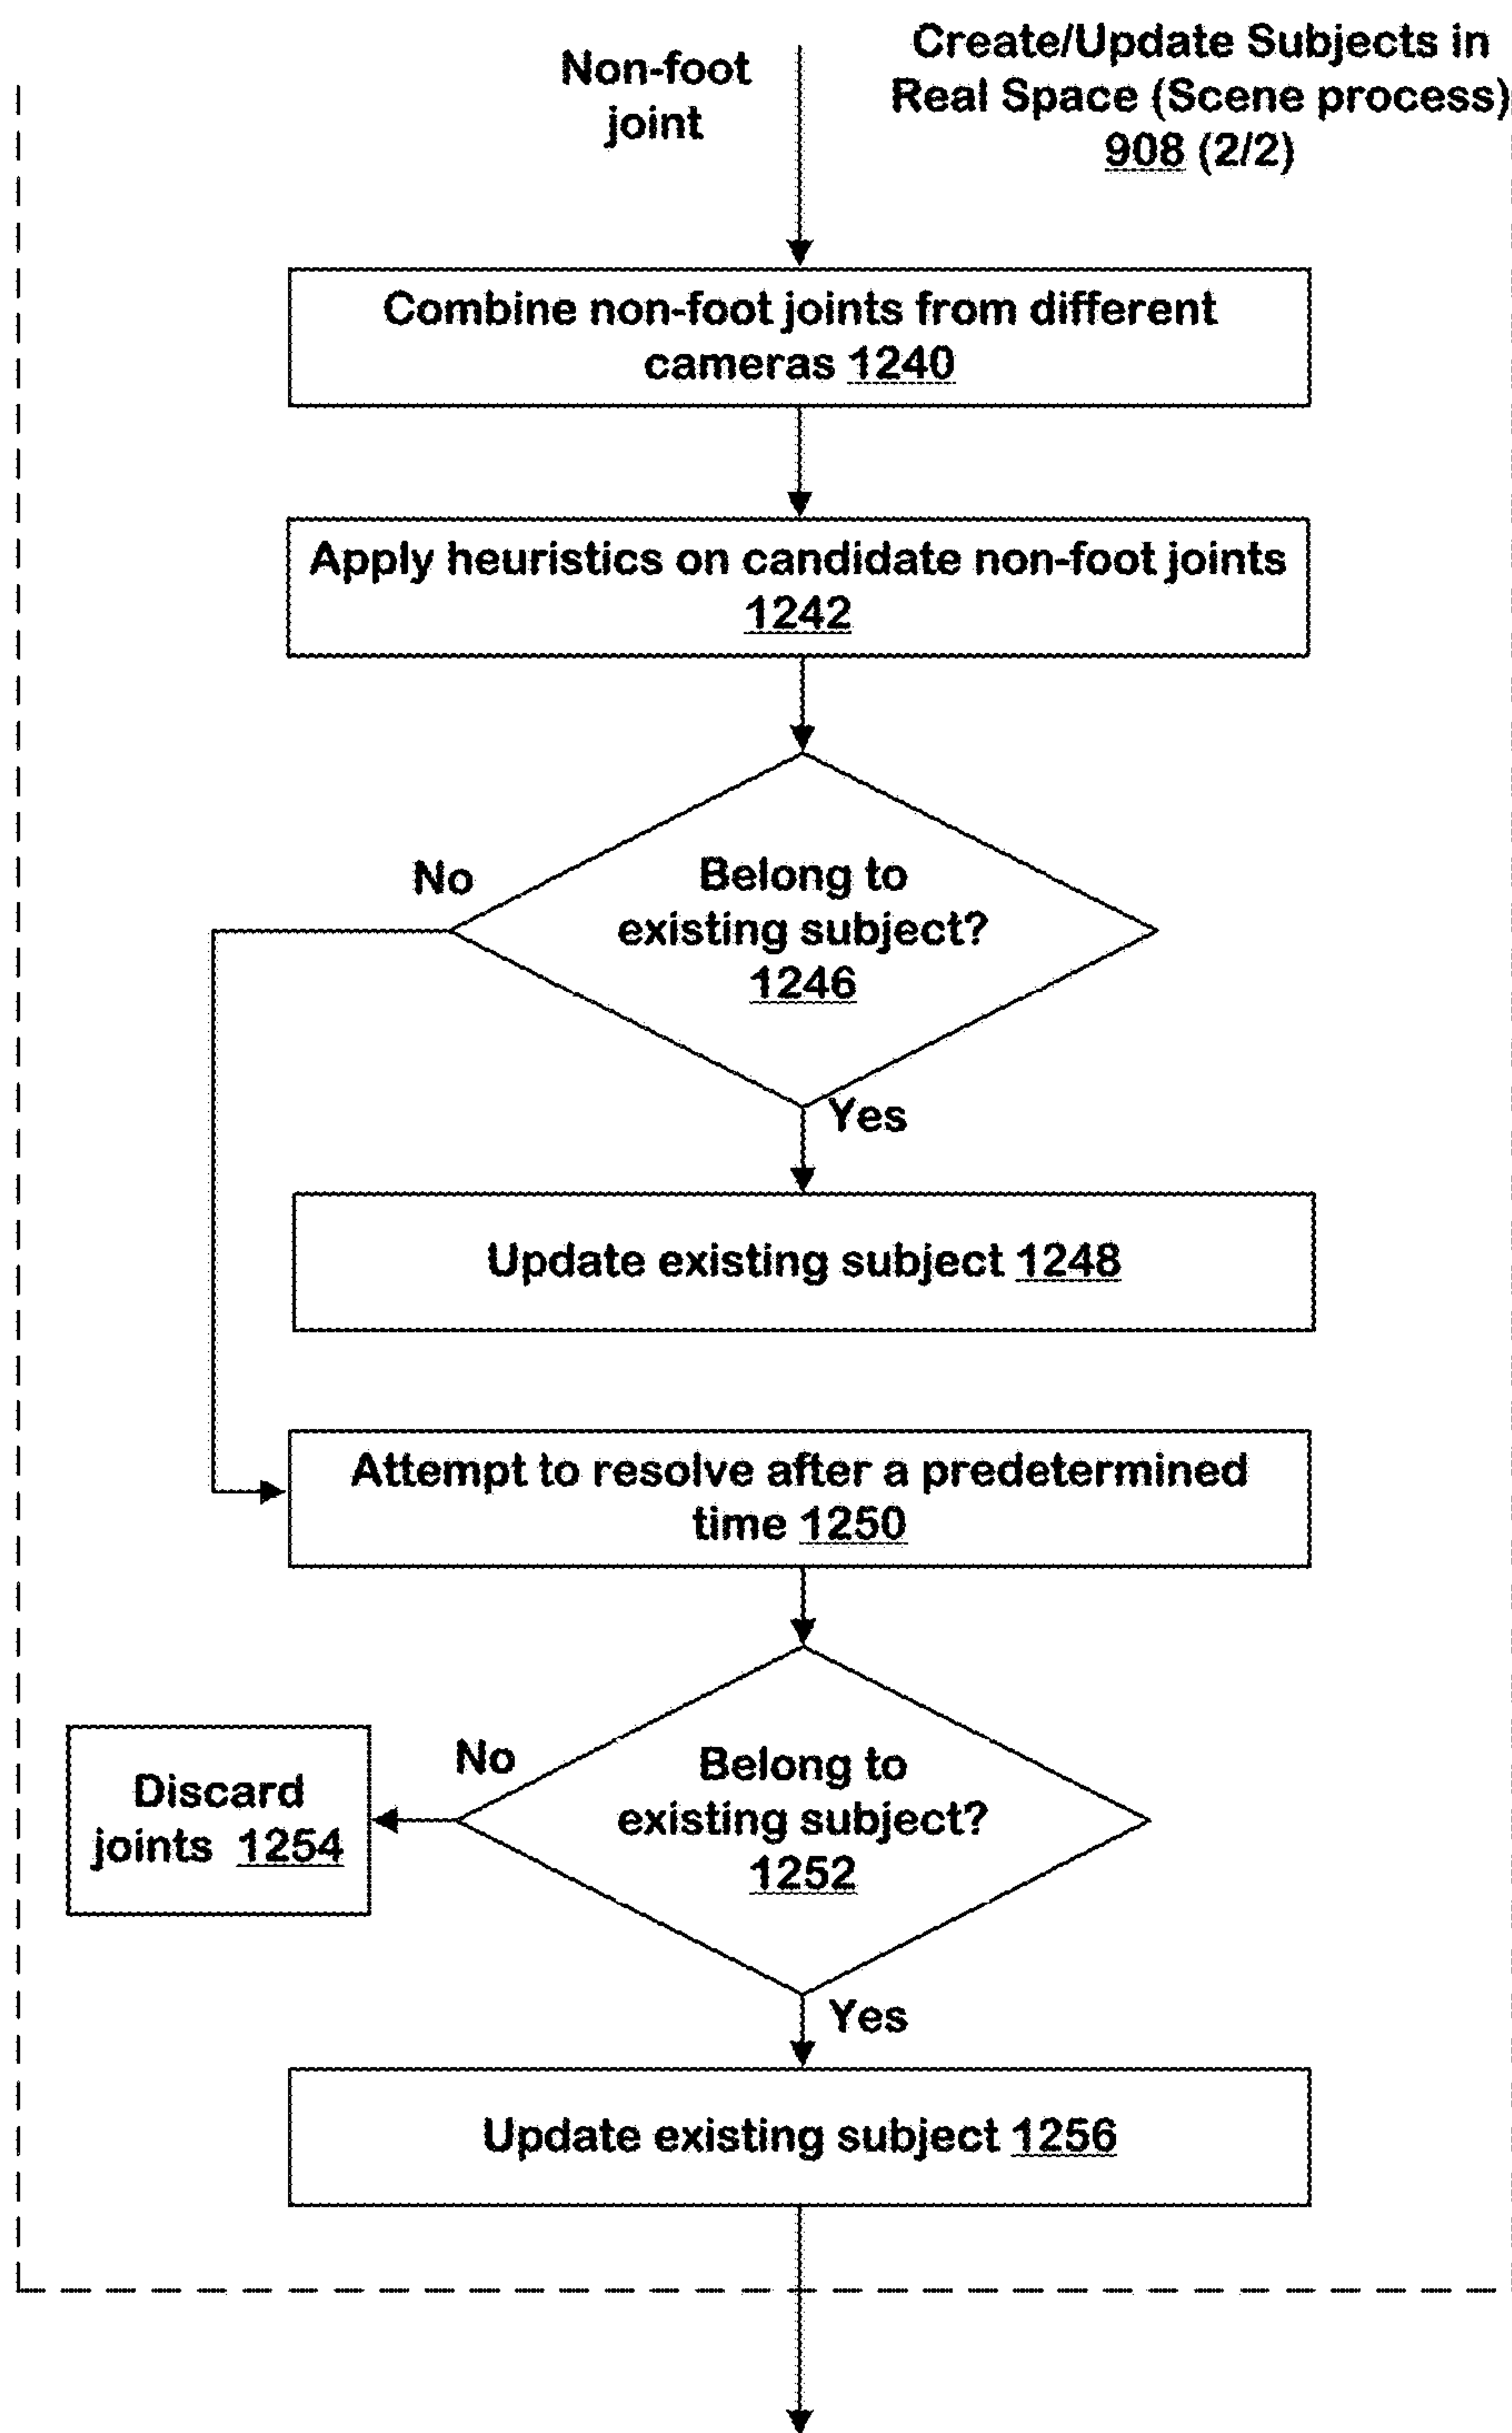 Non-foot
joint
Create/Update Subjects in
Real Space (Scene process)
908 (2/2)
Combine non-foot joints from different
cameras 1240
Apply heuristics on candidate non-foot joints
1242
No
Belong to
existing subject?
1246
Yes
Update existing subject 1248
Attempt to resolve after a predetermined
time 1250
No
Belong to
existing subject?
1252
Discard
joints 1254
Yes
Update existing subject 1256